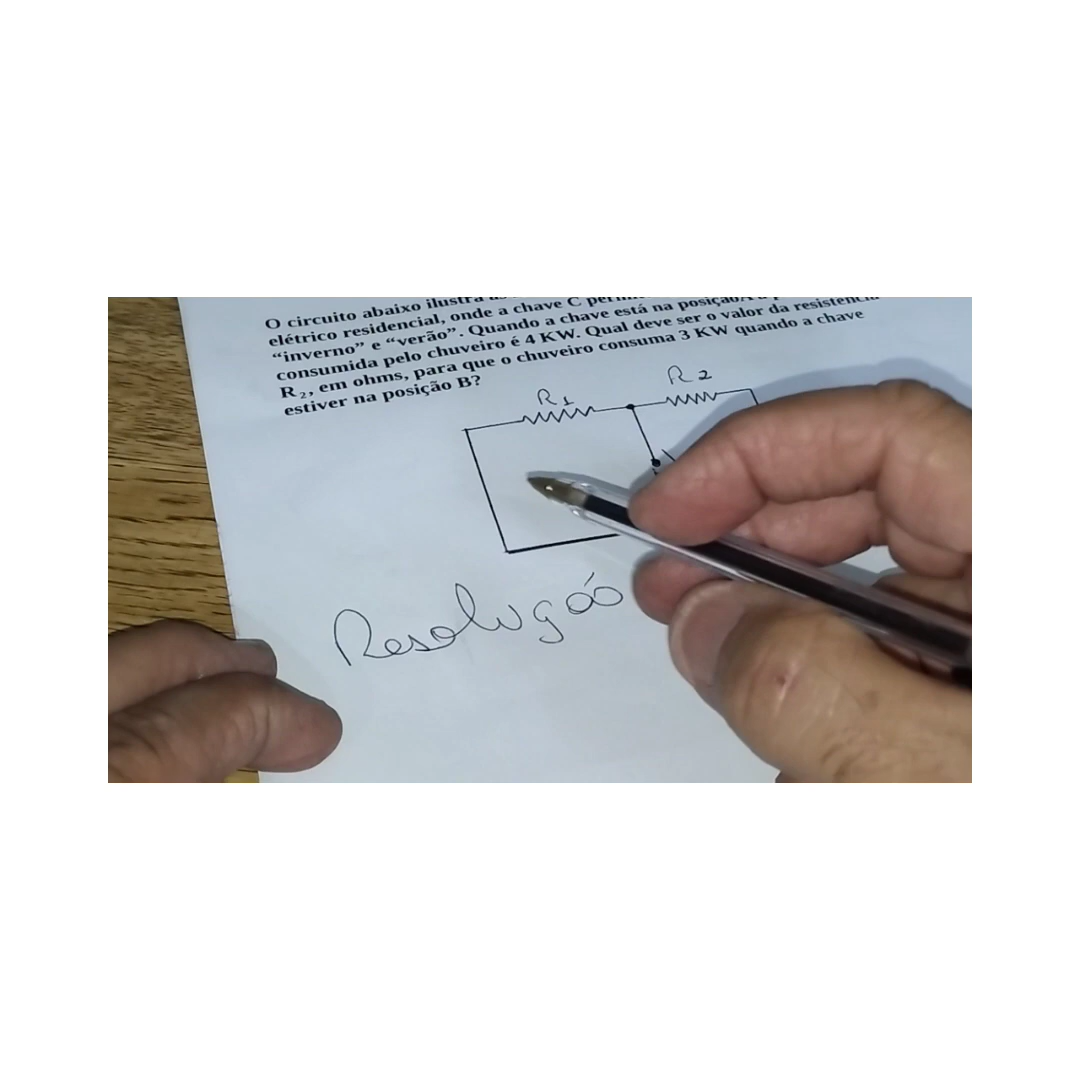 O circuito abaixo ilustra
elétrico residencial, onde a chave C
“inverno” e “verão”. Quando a chave está na posição A a
consumida pelo chuveiro é 4 KW. Qual deve ser o valor da resistência
R₂, em ohms, para que o chuveiro consuma 3 KW quando a chave
estiver na posição B?
R₁
R₂
Resolução